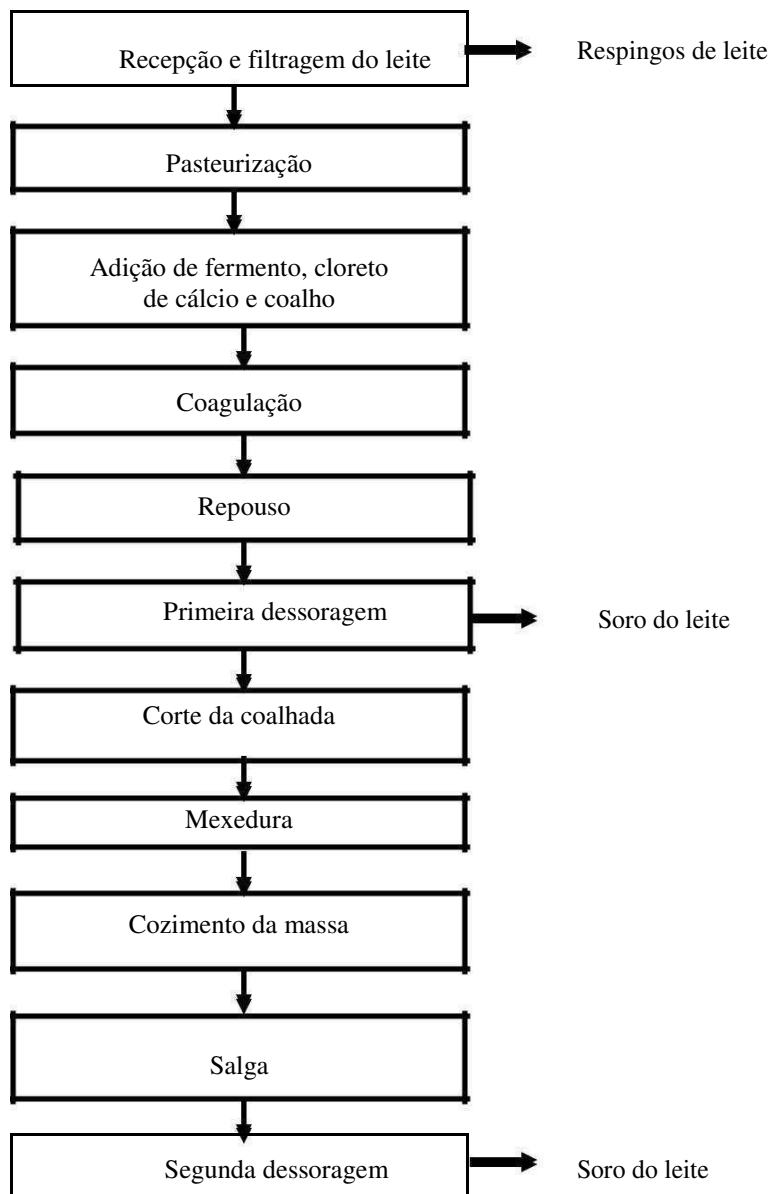 Recepção e filtragem do leite
Respingos de leite
Pasteurização
Adição de fermento, cloreto
de cálcio e coalho
Coagulação
Repouso
Primeira dessoragem
Soro do leite
Corte da coalhada
Mexedura
Cozimento da massa
Salga
Segunda dessoragem
Soro do leite